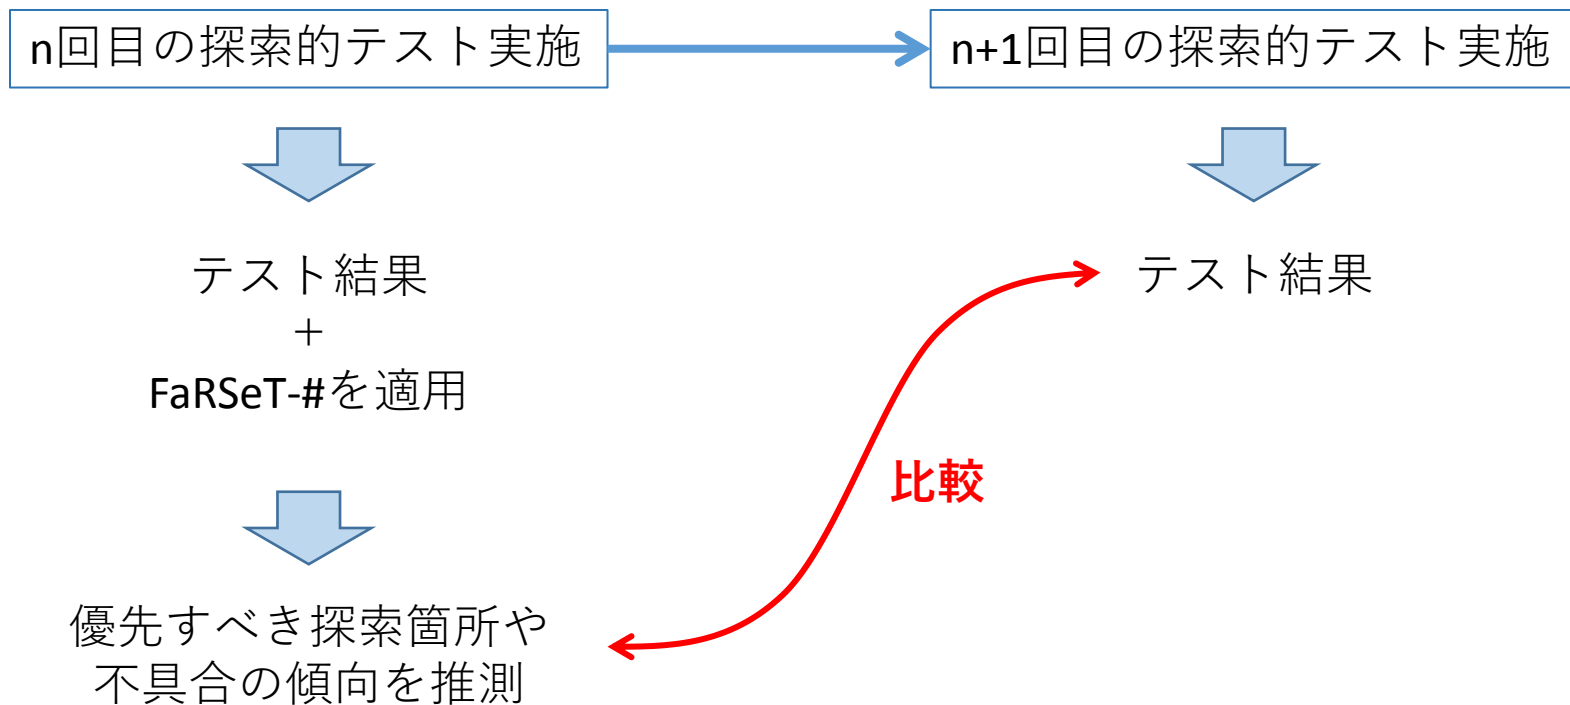 n回目の探索的テスト実施
n+1回目の探索的テスト実施
テスト結果
+
FaRSeT-#を適用
テスト結果
比較
優先すべき探索箇所や
不具合の傾向を推測